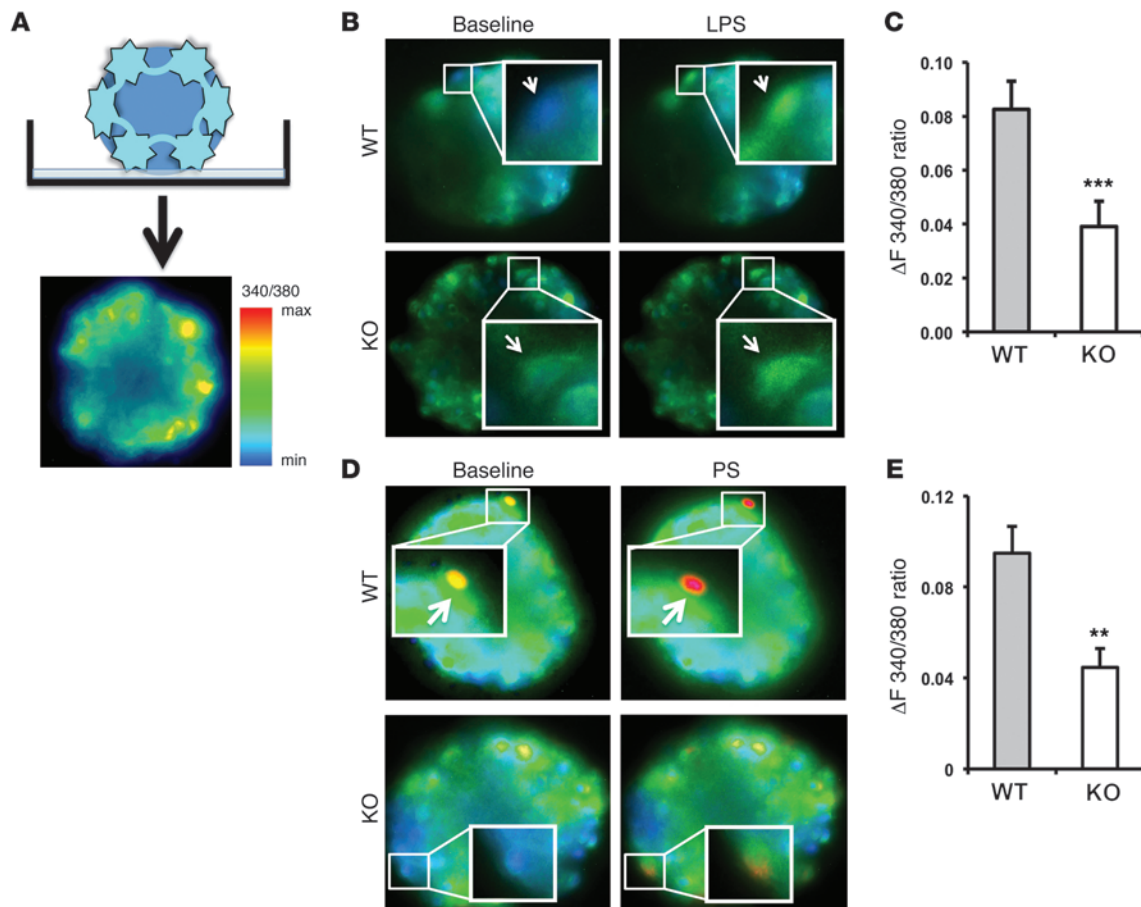 A
340/380
max
min
B
Baseline
LPS
WT
KO
C
ΔF 340/380 ratio
0.10
0.08
0.06
0.04
0.02
0.00
***
WT
KO
D
Baseline
PS
WT
KO
E
ΔF 340/380 ratio
0.12
0.08
0.04
0
**
WT
KO